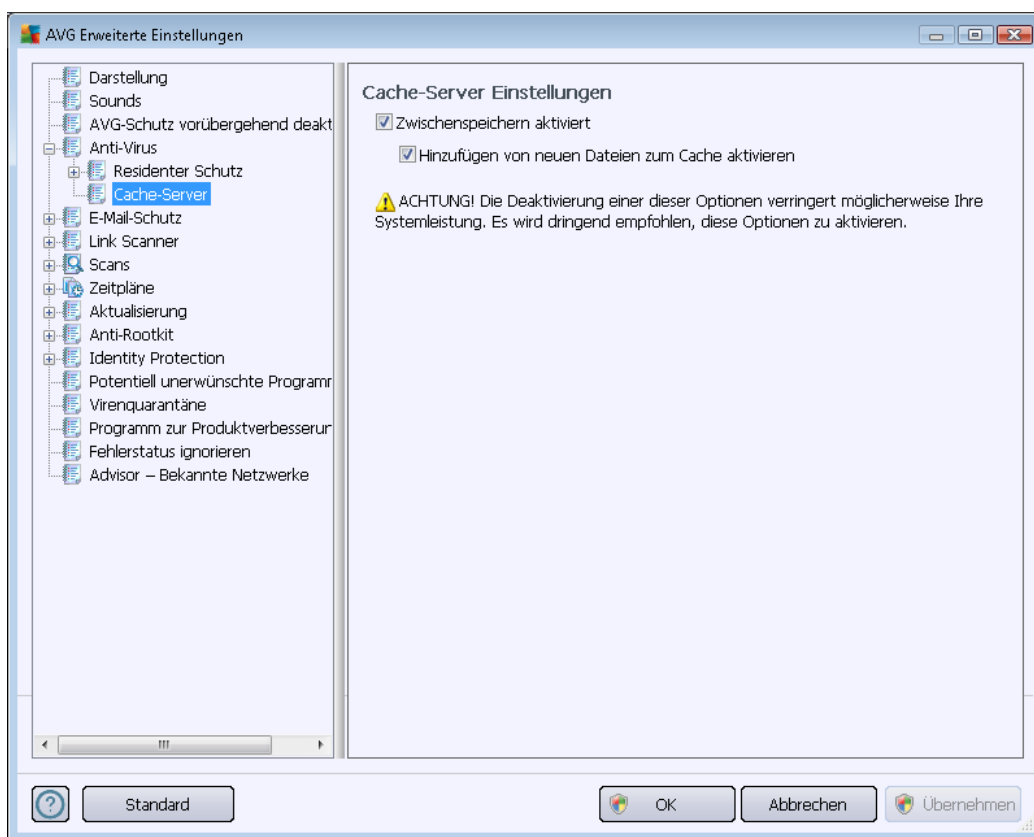 AVG Erweiterte Einstellungen
Darstellung
Sounds
AVG-Schutz vorübergehend deakt
Anti-Virus
Residenter Schutz
Cache-Server
E-Mail-Schutz
Link Scanner
Scans
Zeitpläne
Aktualisierung
Anti-Rootkit
Identity Protection
Potentiell unerwünschte Programr
Virenquarantäne
Programm zur Produktverbesserur
Fehlerstatus ignorieren
Advisor – Bekannte Netzwerke
Cache-Server Einstellungen
Zwischenspeichern aktiviert
Hinzufügen von neuen Dateien zum Cache aktivieren
ACHTUNG! Die Deaktivierung einer dieser Optionen verringert möglicherweise Ihre
Systemleistung. Es wird dringend empfohlen, diese Optionen zu aktivieren.
Standard
OK
Abbrechen
Übernehmen